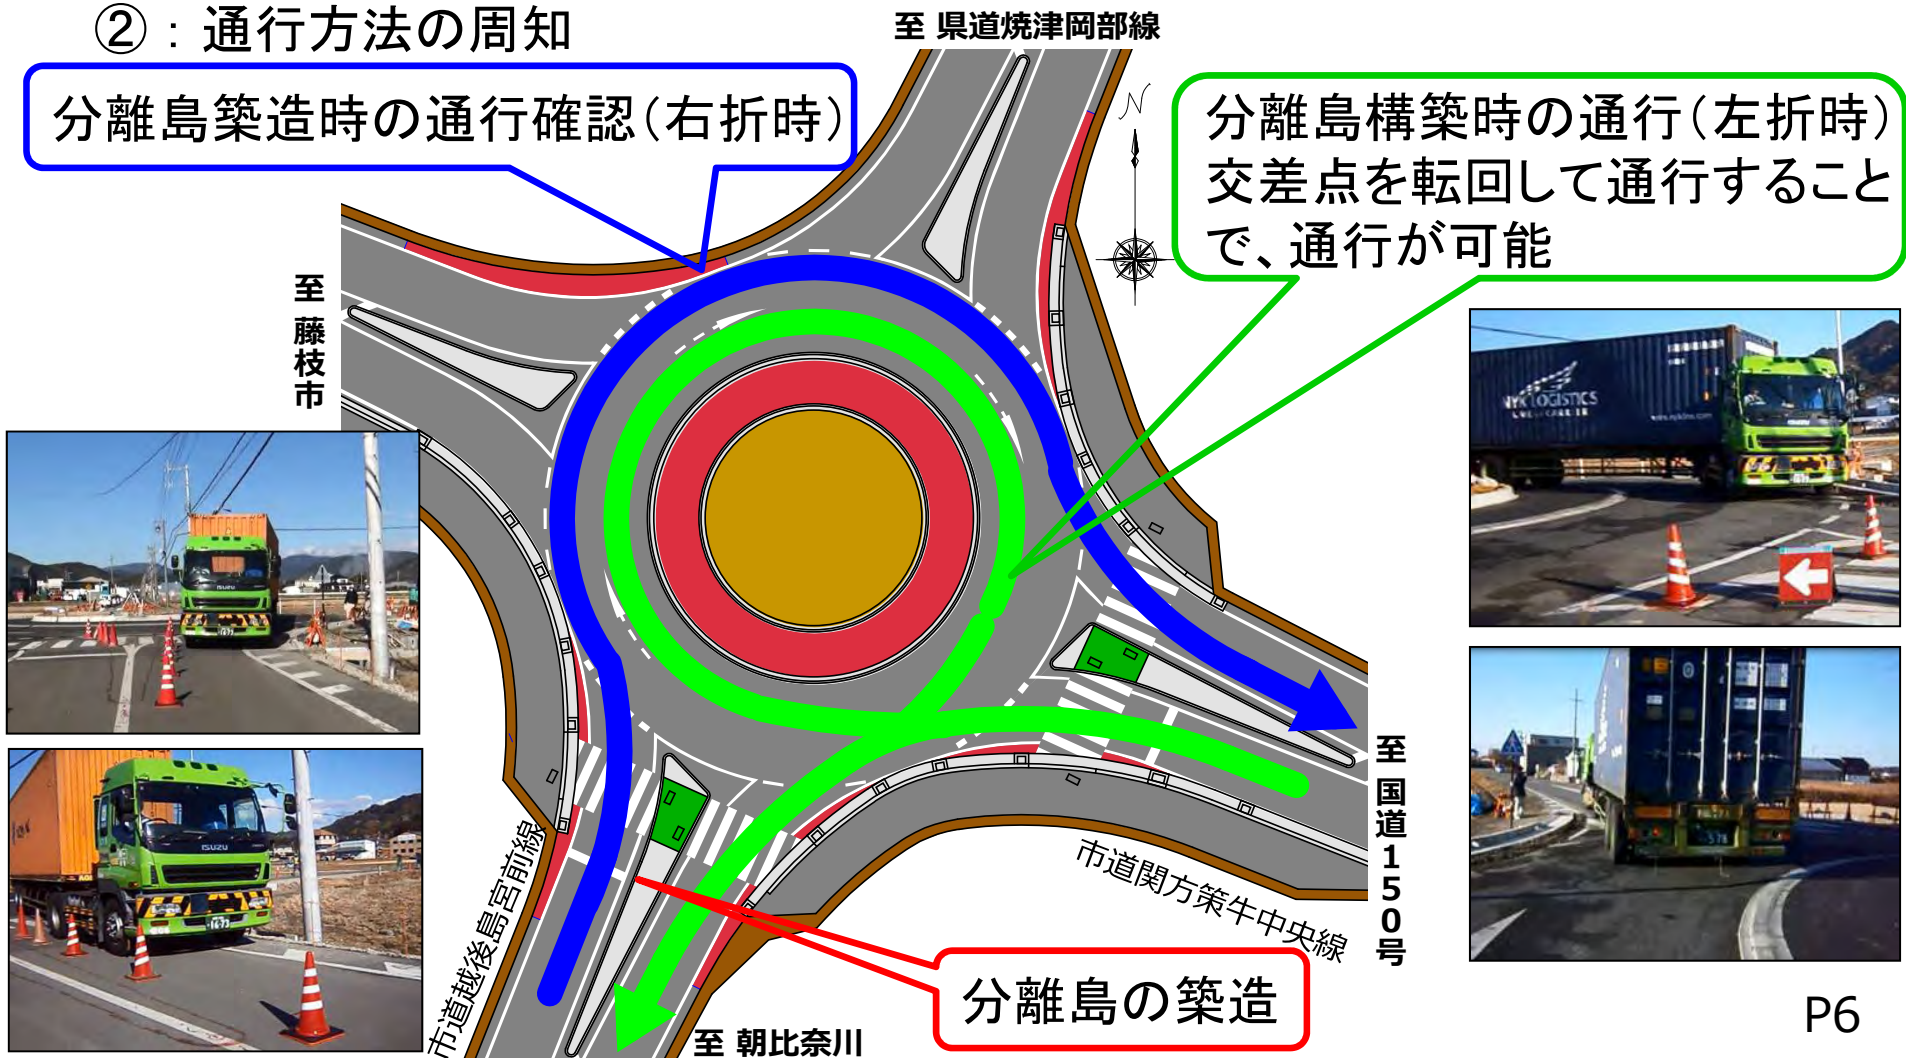 ②：通行方法の周知
至 県道焼津岡部線
分離島築造時の通行確認（右折時）
N
分離島構築時の通行（左折時）
交差点を転回して通行すること
で、通行が可能
至 藤枝市
NYK LOGISTICS
ISUZU
ISUZU
至 国道150号
市道関方策牛中央線
市道越後島宮前線
分離島の築造
至 朝比奈川
P6